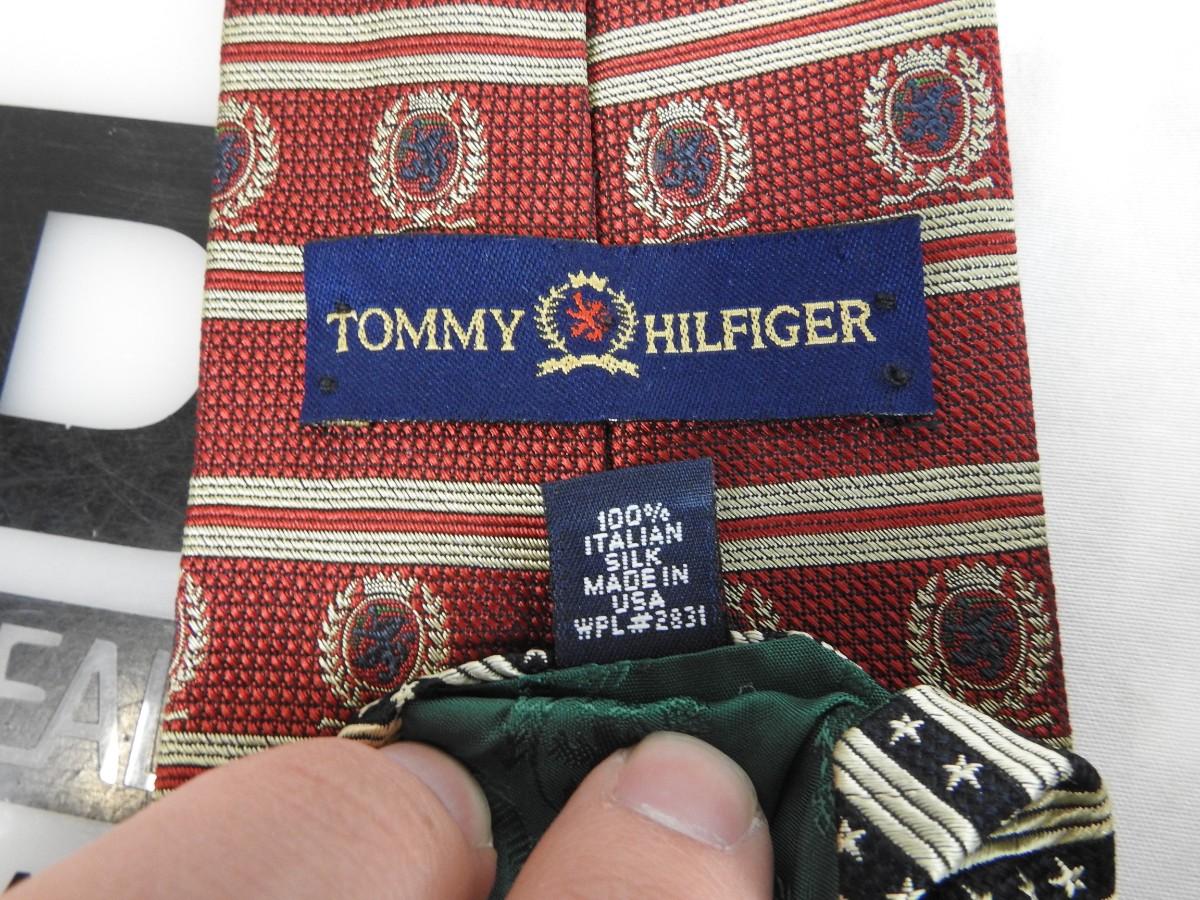 TOMMY HILFIGER
100%
ITALIAN
SILK
MADE IN
USA
WPL#2831